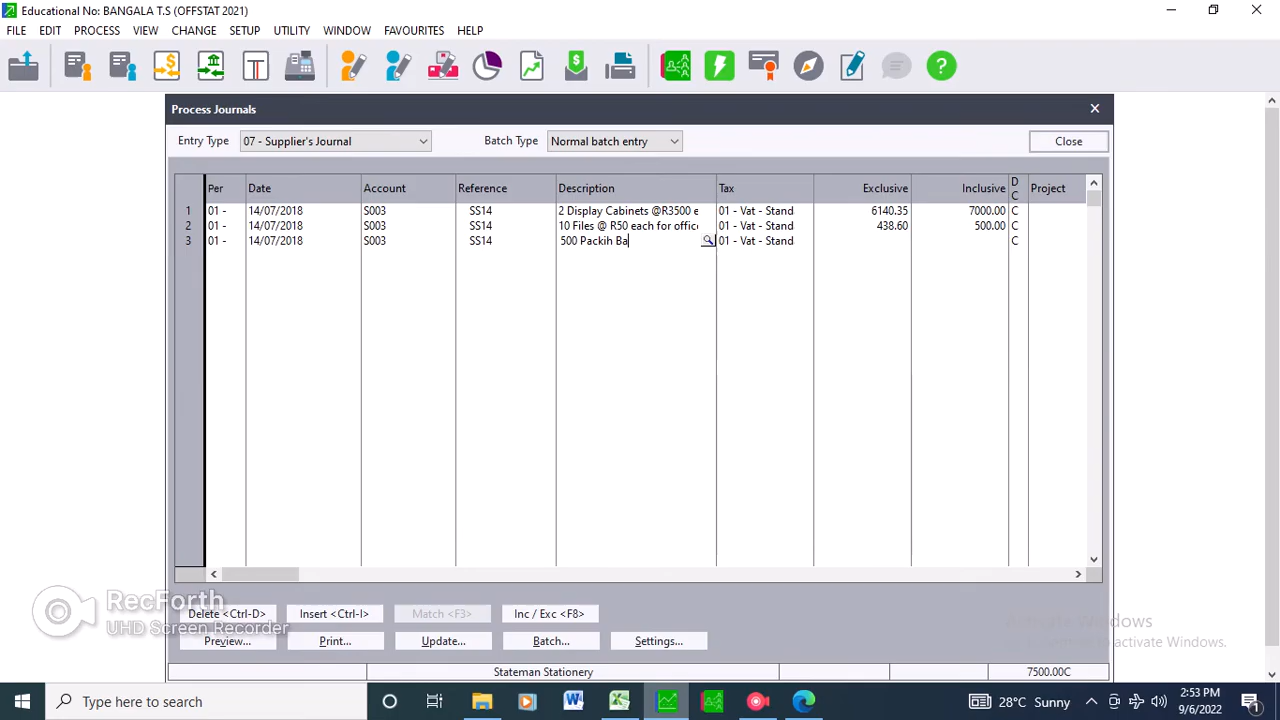 Educational No: BANGALA T.S (OFFSTAT 2021)
FILE EDIT PROCESS VIEW CHANGE SETUP UTILITY WINDOW FAVOURITES HELP
Process Journals
Entry Type 07 - Supplier's Journal Batch Type Normal batch entry Close
Per Date Account Reference Description Tax Exclusive Inclusive D C Project
1 01 - 14/07/2018 S003 SS14 2 Display Cabinets @R3500 e 01 - Vat - Stand 6140.35 7000.00 C
2 01 - 14/07/2018 S003 SS14 10 Files @ R50 each for offic 01 - Vat - Stand 438.60 500.00 C
3 01 - 14/07/2018 S003 SS14 500 Packih Ba 01 - Vat - Stand C
RecForth
UHD Screen Recorder
Delete <Ctrl-D> Insert <Ctrl-I> Match <F3> Inc / Exc <F8>
Preview... Print... Update... Batch... Settings...
Activate Windows
to activate Windows.
Stateman Stationery 7500.00C
Type here to search 28°C Sunny 2:53 PM
9/6/2022 1